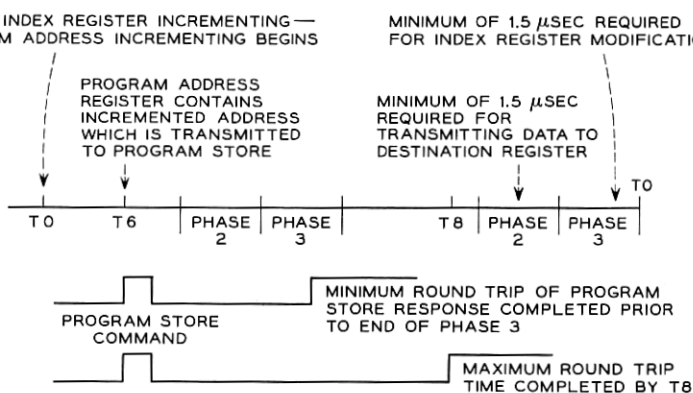 INDEX REGISTER INCREMENTING—
M ADDRESS INCREMENTING BEGINS
MINIMUM OF 1.5 μSEC REQUIRED
FOR INDEX REGISTER MODIFICATIO
PROGRAM ADDRESS
REGISTER CONTAINS
INCREMENTED ADDRESS
WHICH IS TRANSMITTED
TO PROGRAM STORE
MINIMUM OF 1.5 μSEC
REQUIRED FOR
TRANSMITTING DATA TO
DESTINATION REGISTER
TO
TO
T6
PHASE
2
PHASE
3
T8
PHASE
2
PHASE
3
PROGRAM STORE
COMMAND
MINIMUM ROUND TRIP OF PROGRAM
STORE RESPONSE COMPLETED PRIOR
TO END OF PHASE 3
MAXIMUM ROUND TRIP
TIME COMPLETED BY T8